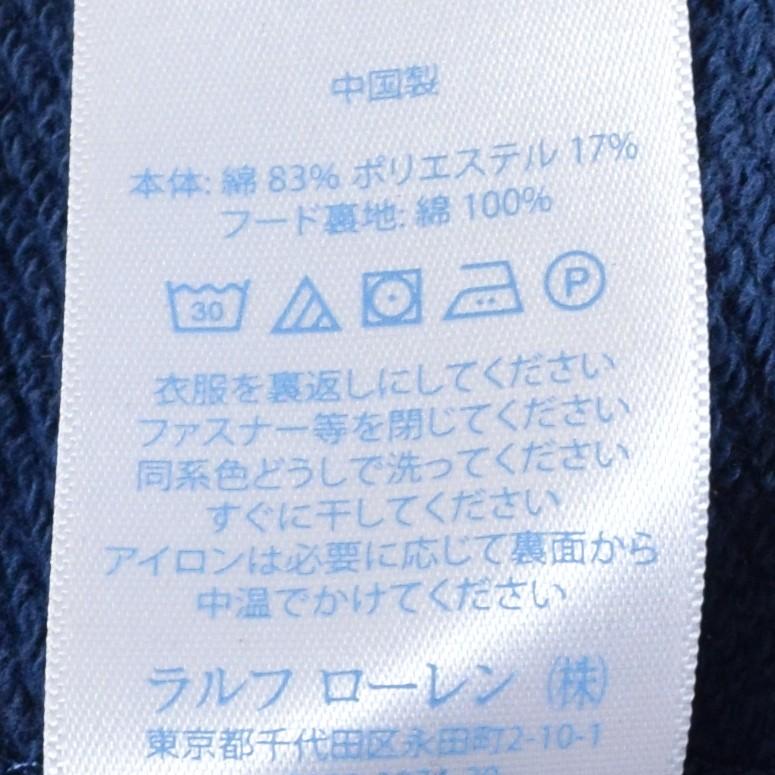 中国製
本体: 綿 83% ポリエステル 17%
フード裏地: 綿 100%
30 P
衣服を裏返しにしてください
ファスナー等を閉じてください
同系色どうしで洗ってください
すぐに干してください
アイロンは必要に応じて裏面から
中温でかけてください
ラルフ ローレン ㈱
東京都千代田区永田町2-10-1